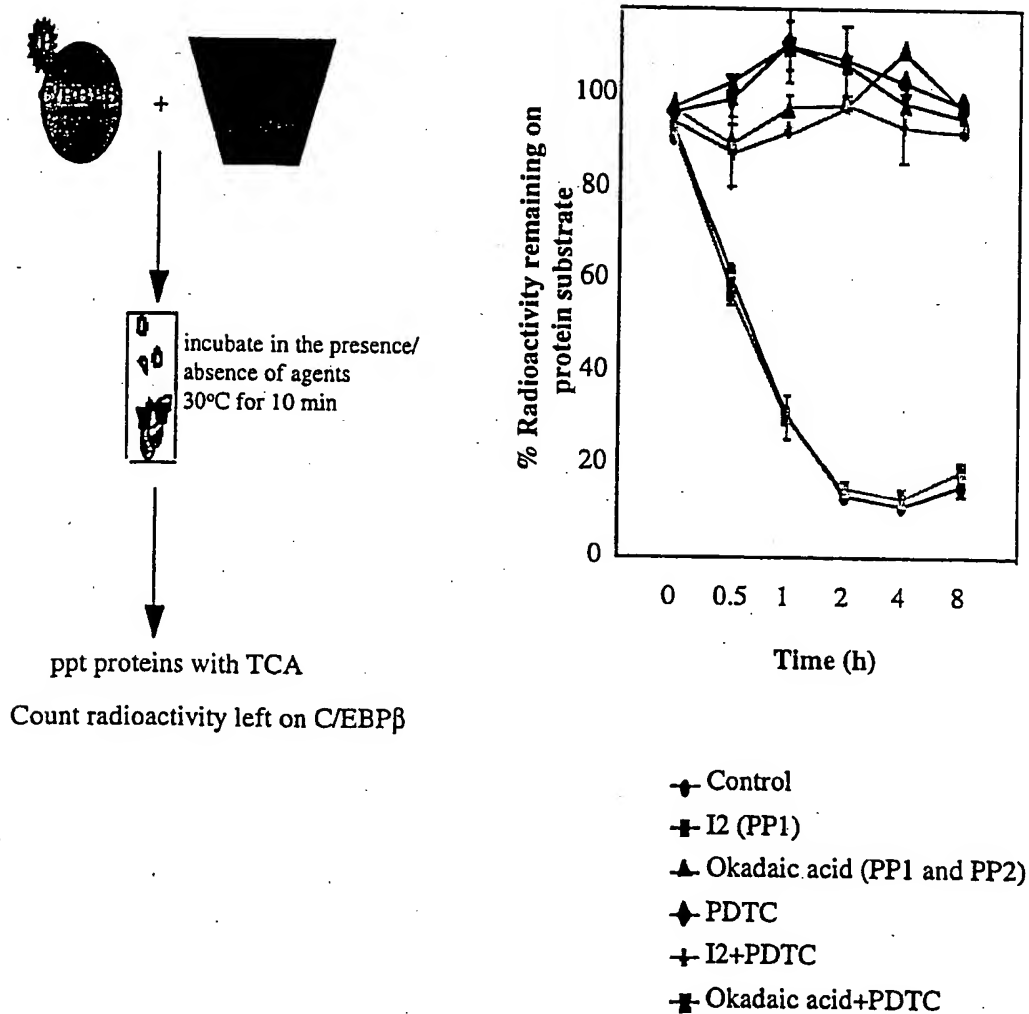 C/EBPβ
+
incubate in the presence/
absence of agents
30°C for 10 min
ppt proteins with TCA
Count radioactivity left on C/EBPβ
% Radioactivity remaining on
protein substrate
100
80
60
40
20
0
0 0.5 1 2 4 8
Time (h)
Control
I2 (PP1)
Okadaic acid (PP1 and PP2)
PDTC
I2+PDTC
Okadaic acid+PDTC